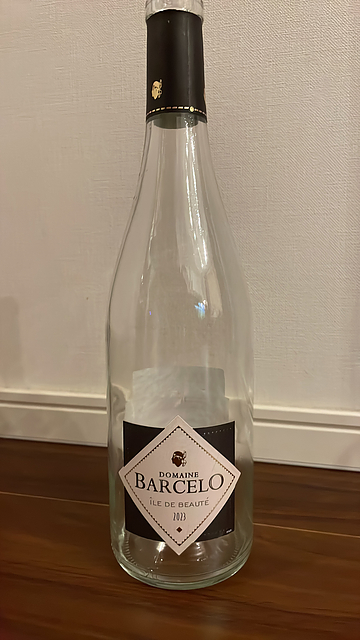 DOMAINE
BARCELO
ÎLE DE BEAUTÉ
2023